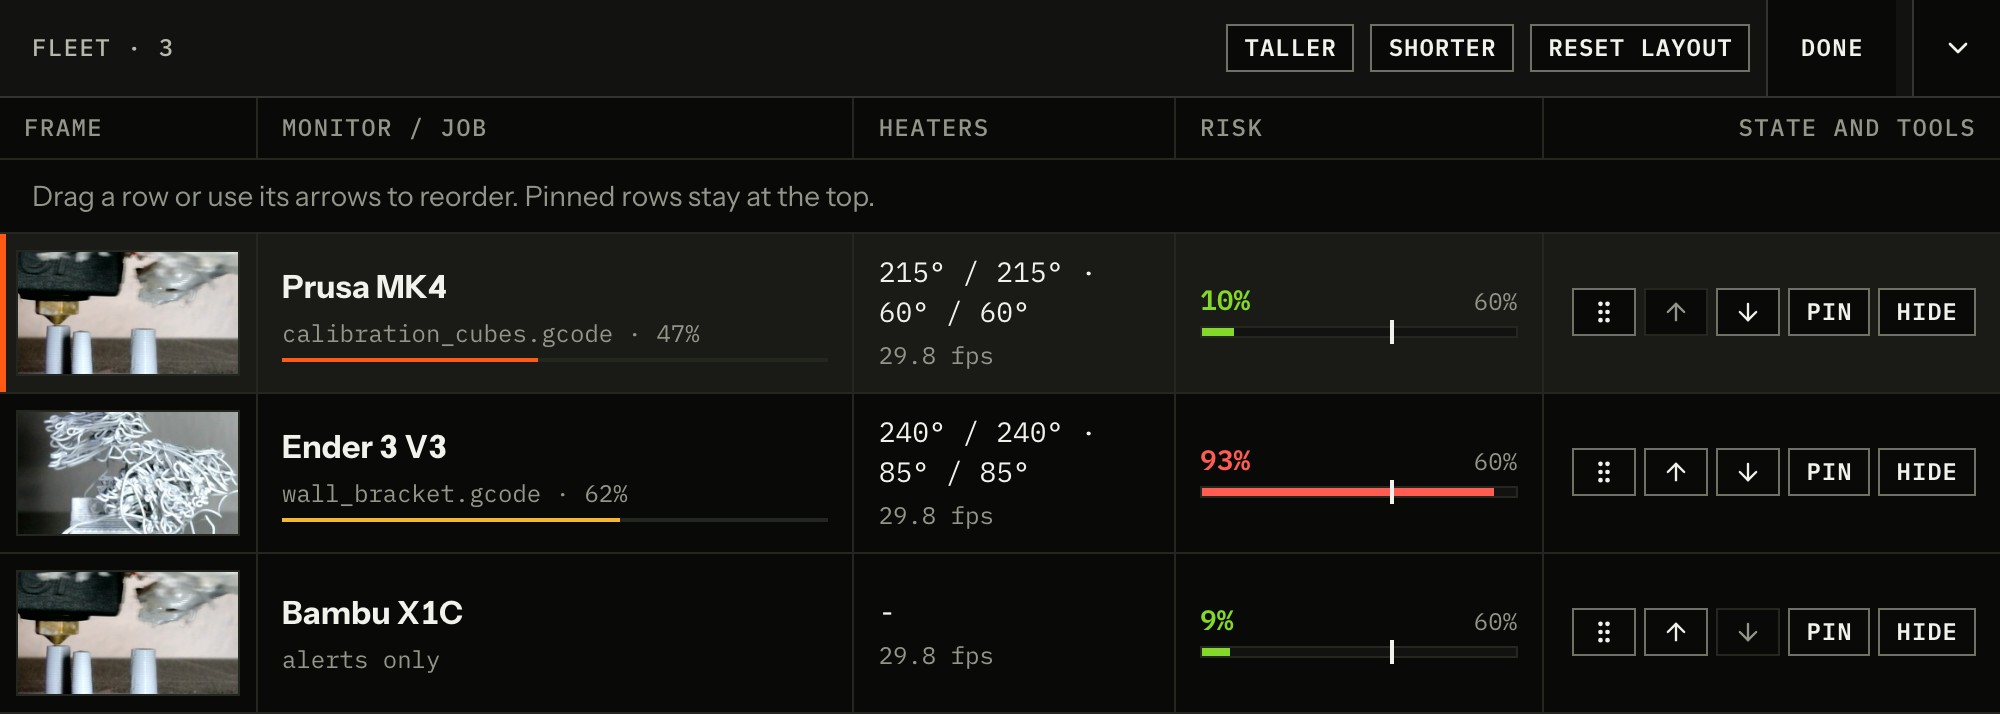 FLEET · 3
TALLER
SHORTER
RESET LAYOUT
DONE
FRAME
MONITOR / JOB
HEATERS
RISK
STATE AND TOOLS
Drag a row or use its arrows to reorder. Pinned rows stay at the top.
Prusa MK4
calibration_cubes.gcode · 47%
215° / 215° ·
60° / 60°
29.8 fps
10%
60%
PIN
HIDE
Ender 3 V3
wall_bracket.gcode · 62%
240° / 240° ·
85° / 85°
29.8 fps
93%
60%
PIN
HIDE
Bambu X1C
alerts only
-
29.8 fps
9%
60%
PIN
HIDE